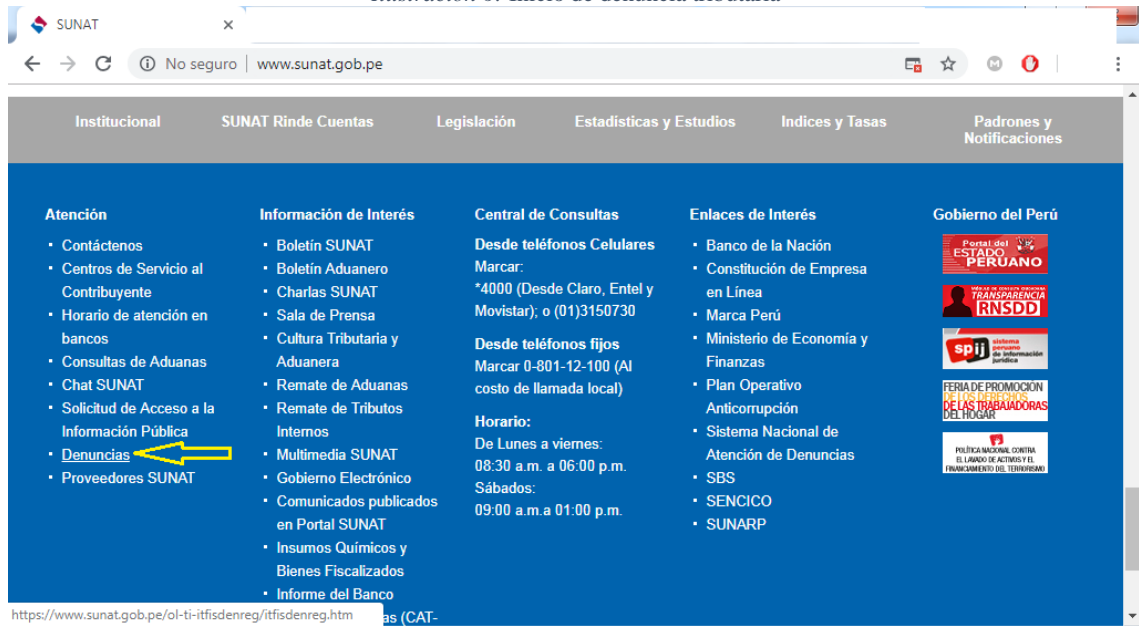 SUNAT
No seguro | www.sunat.gob.pe
Institucional
SUNAT Rinde Cuentas
Legislación
Estadisticas y Estudios
Indices y Tasas
Padrones y
Notificaciones
Atención
Contáctenos
Centros de Servicio al
Contribuyente
Horario de atención en
bancos
Consultas de Aduanas
Chat SUNAT
Solicitud de Acceso a la
Información Pública
Denuncias
Proveedores SUNAT
Información de Interés
Boletín SUNAT
Boletín Aduanero
Charlas SUNAT
Sala de Prensa
Cultura Tributaria y
Aduanera
Remate de Aduanas
Remate de Tributos
Internos
Multimedia SUNAT
Gobierno Electrónico
Comunicados publicados
en Portal SUNAT
Insumos Químicos y
Bienes Fiscalizados
Informe del Banco
as (CAT-
Central de Consultas
Desde teléfonos Celulares
Marcar:
*4000 (Desde Claro, Entel y
Movistar); o (01)3150730
Desde teléfonos fijos
Marcar 0-801-12-100 (Al
costo de llamada local)
Horario:
De Lunes a viernes:
08:30 a.m. a 06:00 p.m.
Sábados:
09:00 a.m.a 01:00 p.m.
Enlaces de Interés
Banco de la Nación
Constitución de Empresa
en Línea
Marca Perú
Ministerio de Economía y
Finanzas
Plan Operativo
Anticorrupción
Sistema Nacional de
Atención de Denuncias
SBS
SENCICO
SUNARP
Gobierno del Perú
Portal del
ESTADO
PERUANO
TRANSPARENCIA
RNSDD
spij
sistema
peruano
de información
jurídica
FERIA DE PROMOCIÓN
DE LOS DERECHOS
DE LAS TRABAJADORAS
DEL HOGAR
POLÍTICA NACIONAL CONTRA
EL LAVADO DE ACTIVOS Y EL
FINANCIAMIENTO DEL TERRORISMO
https://www.sunat.gob.pe/ol-ti-itfisdenreg/itfisdenreg.htm